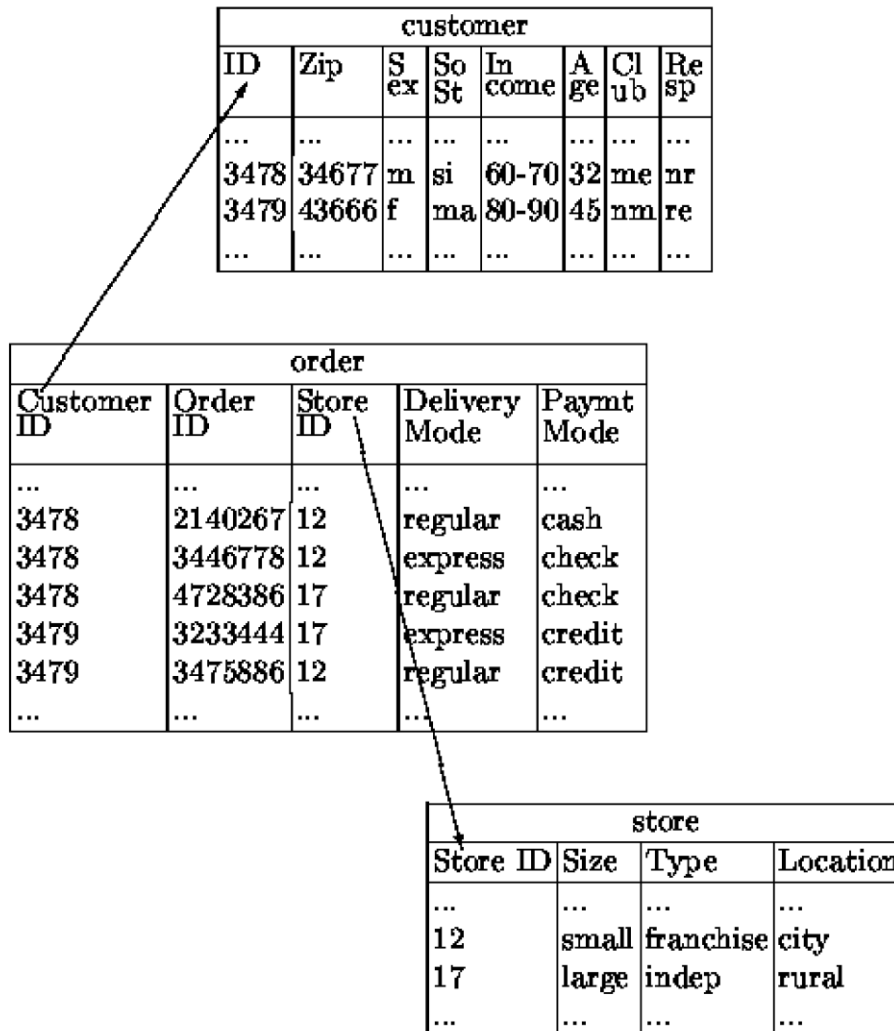 customer
ID Zip S ex So St In come A ge Cl ub Re sp
... ... ... ... ... ... ... ...
3478 34677 m si 60-70 32 me nr
3479 43666 f ma 80-90 45 nm re
... ... ... ... ... ... ... ...
order
Customer ID Order ID Store ID Delivery Mode Paymt Mode
... ... ... ... ...
3478 2140267 12 regular cash
3478 3446778 12 express check
3478 4728386 17 regular check
3479 3233444 17 express credit
3479 3475886 12 regular credit
... ... ... ... ...
store
Store ID Size Type Location
... ... ... ...
12 small franchise city
17 large indep rural
... ... ... ...